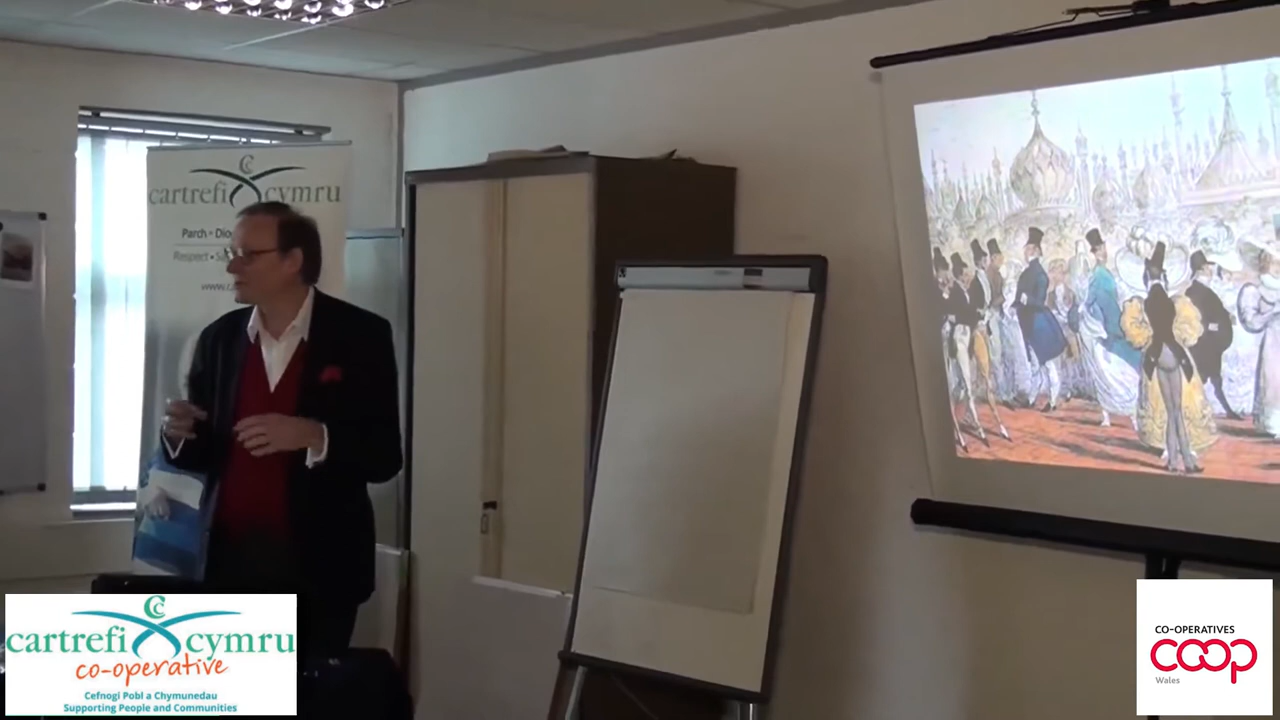 cartrefi cymru
Parch
Respect
cartrefi cymru
co-operative
Cefnogi Pobl a Chymunedau
Supporting People and Communities
CO-OPERATIVES
coop
Wales